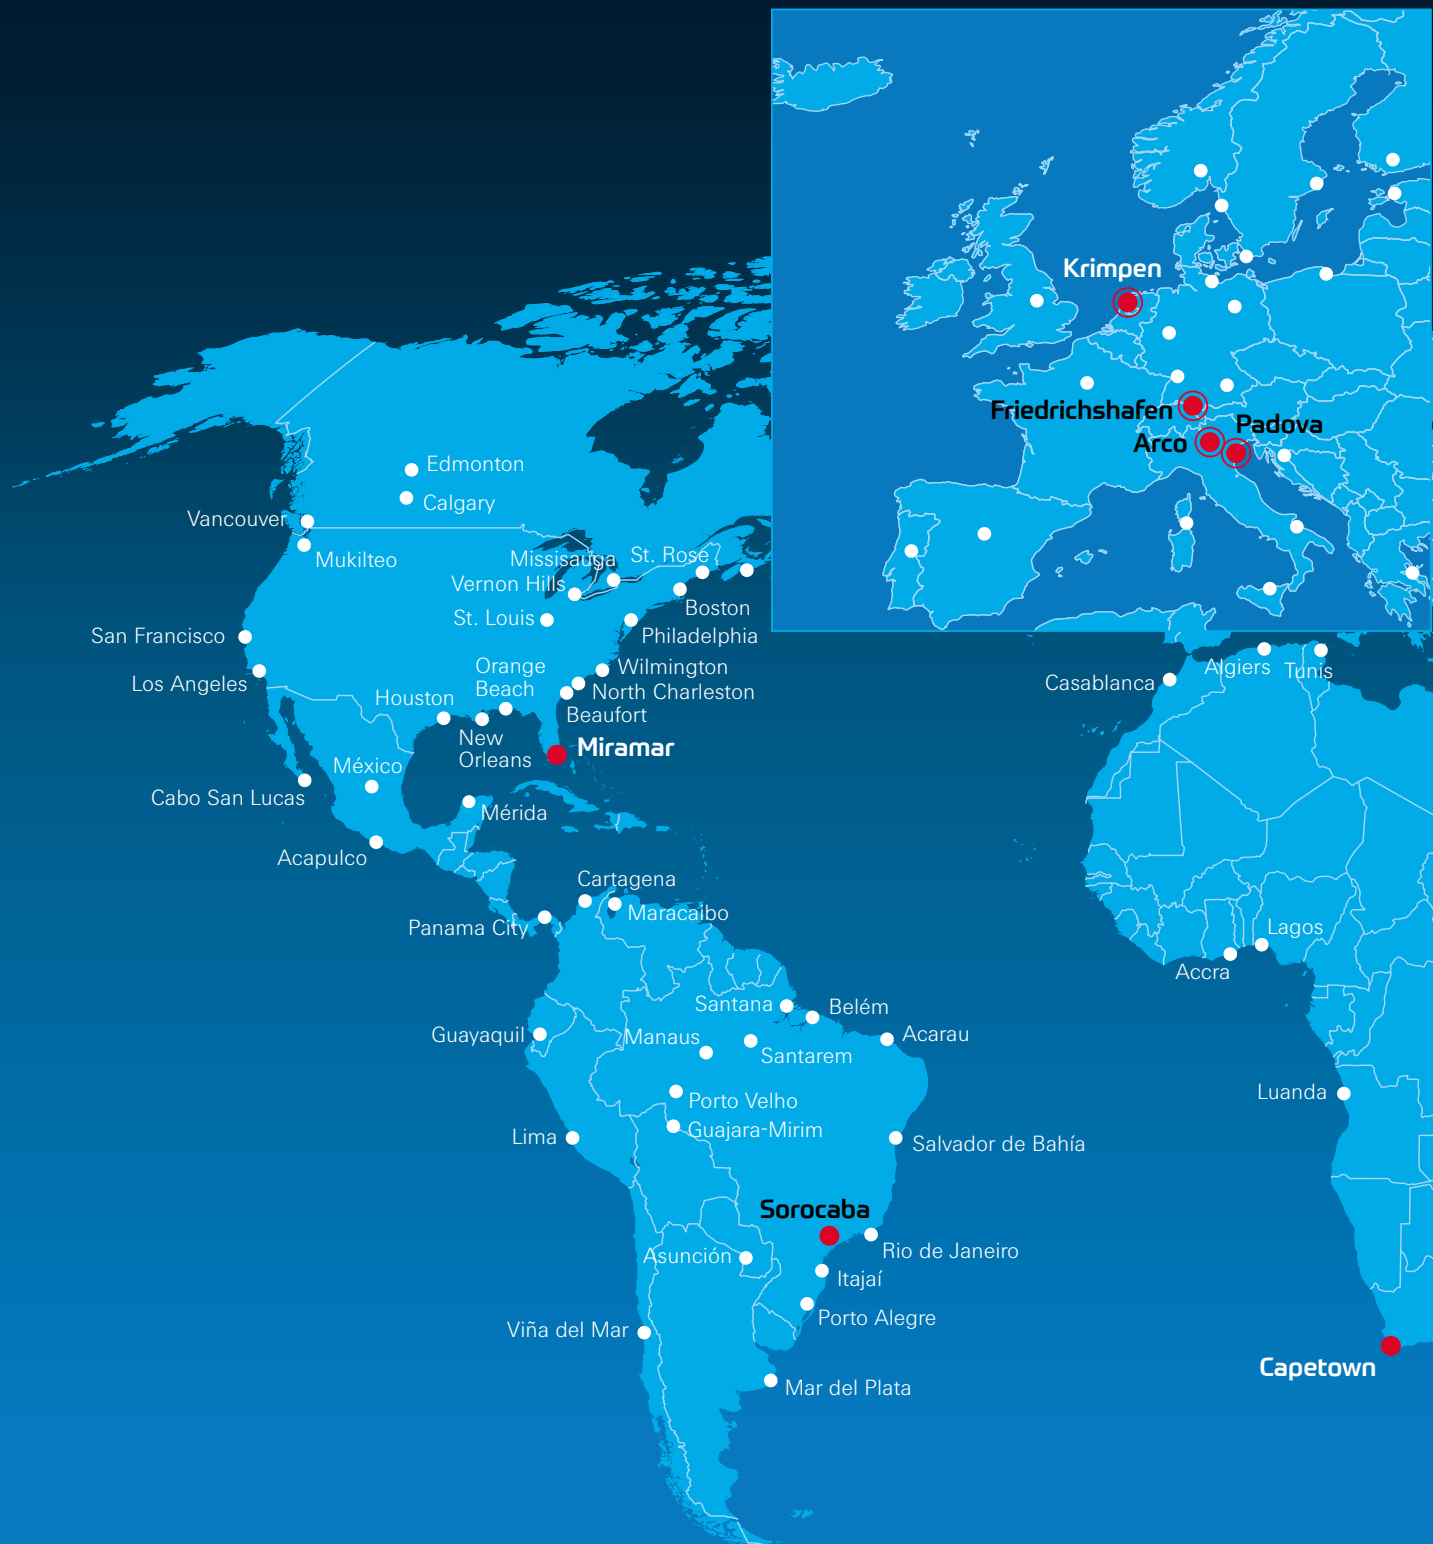 Krimpen
Friedrichshafen
Padova
Arco
Edmonton
Calgary
Vancouver
Mukilteo
Missisauga
St. Rose
Vernon Hills
Boston
St. Louis
Philadelphia
San Francisco
Los Angeles
Orange
Beach
Wilmington
North Charleston
Beaufort
Houston
New
Orleans
Miramar
México
Cabo San Lucas
Mérida
Acapulco
Algiers
Tunis
Casablanca
Cartagena
Maracaibo
Panama City
Lagos
Accra
Santana
Belém
Guayaquil
Manaus
Santarem
Acarau
Porto Velho
Guajara-Mirim
Luanda
Lima
Salvador de Bahía
Sorocaba
Rio de Janeiro
Asunción
Itajaí
Porto Alegre
Viña del Mar
Capetown
Mar del Plata